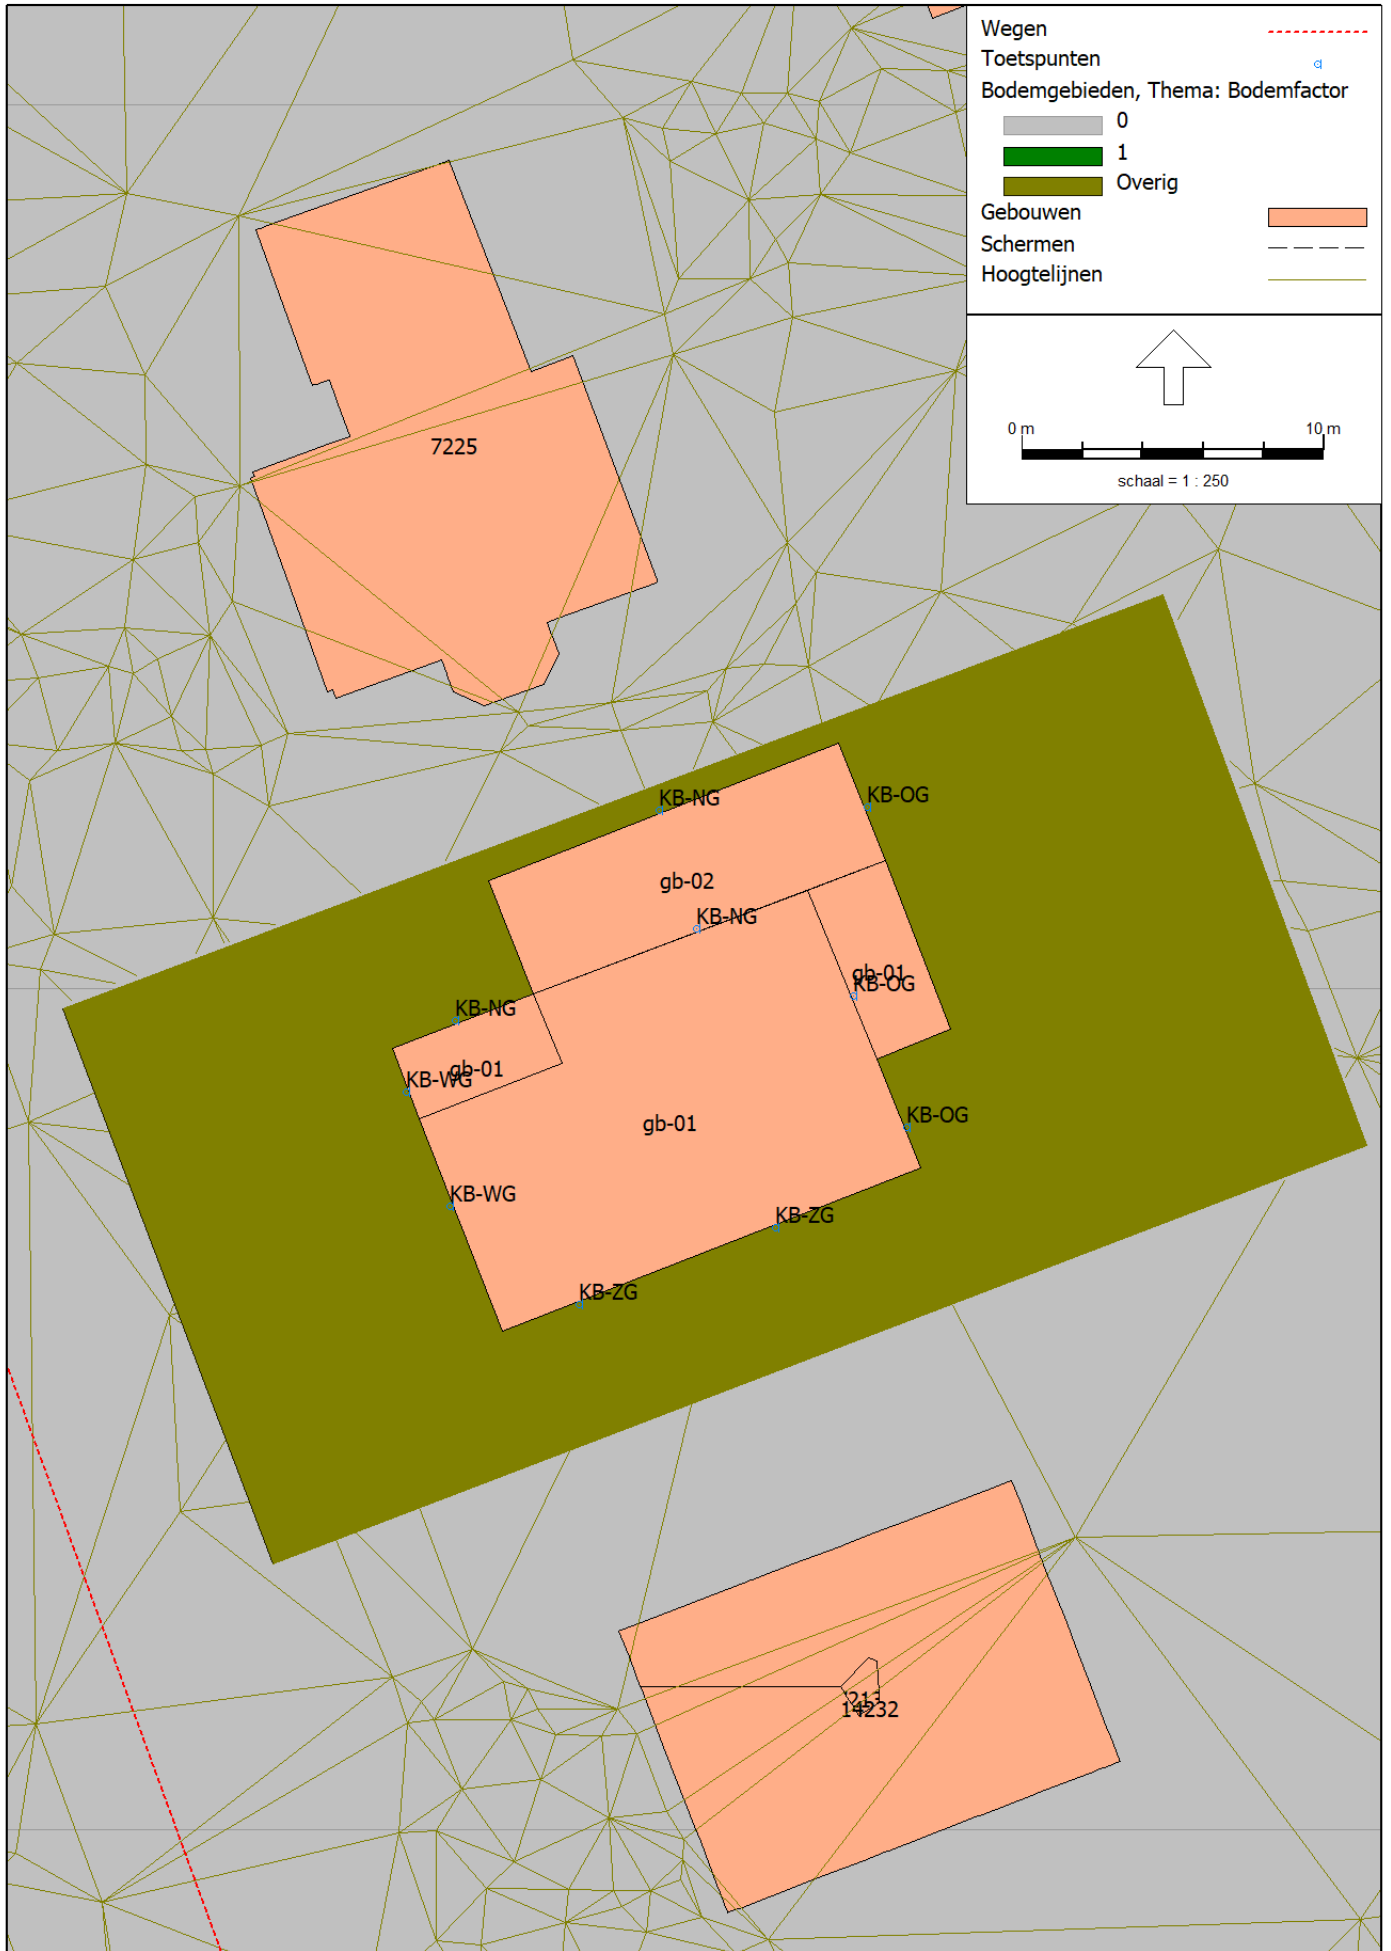 Wegen
Toetspunten
Bodemgebieden, Thema: Bodemfactor
0
1
Overig
Gebouwen
Schermen
Hoogtelijnen
0 m 10 m
schaal = 1 : 250
7225
KB-NG
KB-OG
gb-02
KB-NG
gb-01
KB-OG
KB-NG
gb-01
KB-WG
gb-01
KB-OG
KB-WG
KB-ZG
KB-ZG
14232